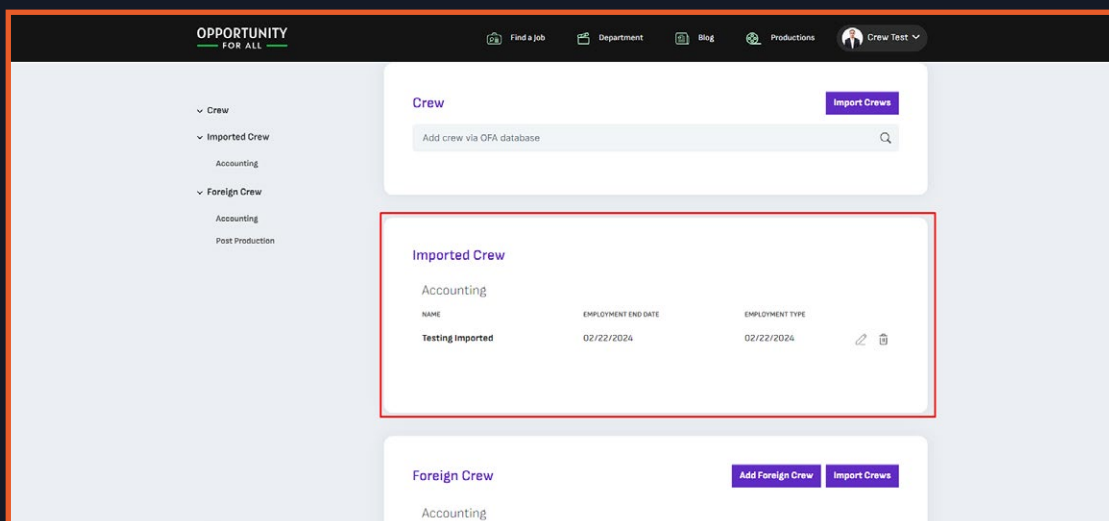 OPPORTUNITY
FOR ALL
Find a Job
Department
Blog
Productions
Crew Test
Crew
Imported Crew
Accounting
Foreign Crew
Accounting
Post Production
Crew
Import Crews
Add crew via OFA database
Imported Crew
Accounting
NAME EMPLOYMENT END DATE EMPLOYMENT TYPE
Testing Imported 02/22/2024 02/22/2024
Foreign Crew
Add Foreign Crew
Import Crews
Accounting